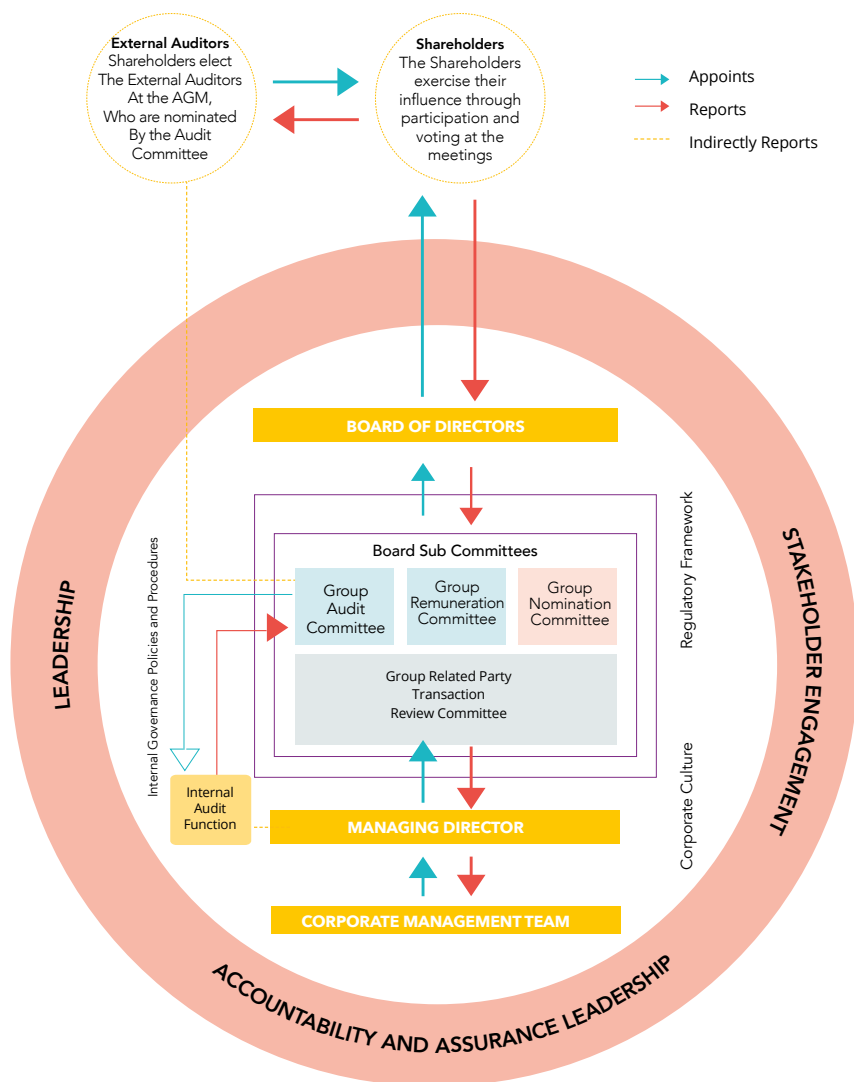 External Auditors
Shareholders elect
The External Auditors
At the AGM,
Who are nominated
By the Audit
Committee
Shareholders
The Shareholders
exercise their
influence through
participation and
voting at the
meetings
Appoints
Reports
Indirectly Reports
BOARD OF DIRECTORS
Board Sub Committees
Group
Audit
Committee
Group
Remuneration
Committee
Group
Nomination
Committee
Group Related Party
Transaction
Review Committee
Internal Governance Policies and Procedures
Regulatory Framework
Corporate Culture
Internal
Audit
Function
MANAGING DIRECTOR
CORPORATE MANAGEMENT TEAM
LEADERSHIP
STAKEHOLDER ENGAGEMENT
ACCOUNTABILITY AND ASSURANCE LEADERSHIP